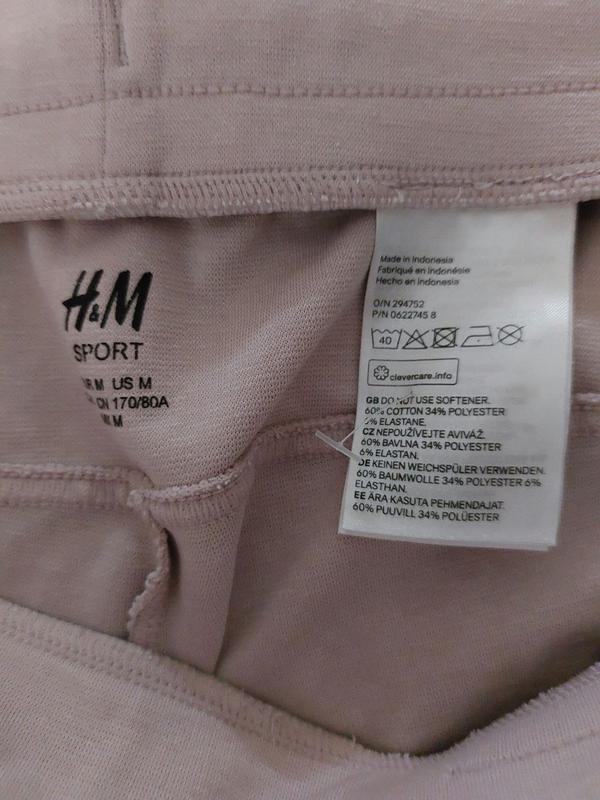 H&M
SPORT
M US M
CN 170/80A
M
Made in Indonesia
Fabriqué en Indonésie
Hecho en Indonesia
O/N 294752
P/N 0622745 8
40
clevercare.info
GB DO NOT USE SOFTENER.
60% COTTON 34% POLYESTER
6% ELASTANE.
CZ NEPOUŽÍVEJTE AVIVÁŽ.
60% BAVLNA 34% POLYESTER
6% ELASTAN.
DE KEINEN WEICHSPÜLER VERWENDEN.
60% BAUMWOLLE 34% POLYESTER 6%
ELASTHAN.
EE ÄRA KASUTA PEHMENDAJAT.
60% PUUVILL 34% POLÜESTER